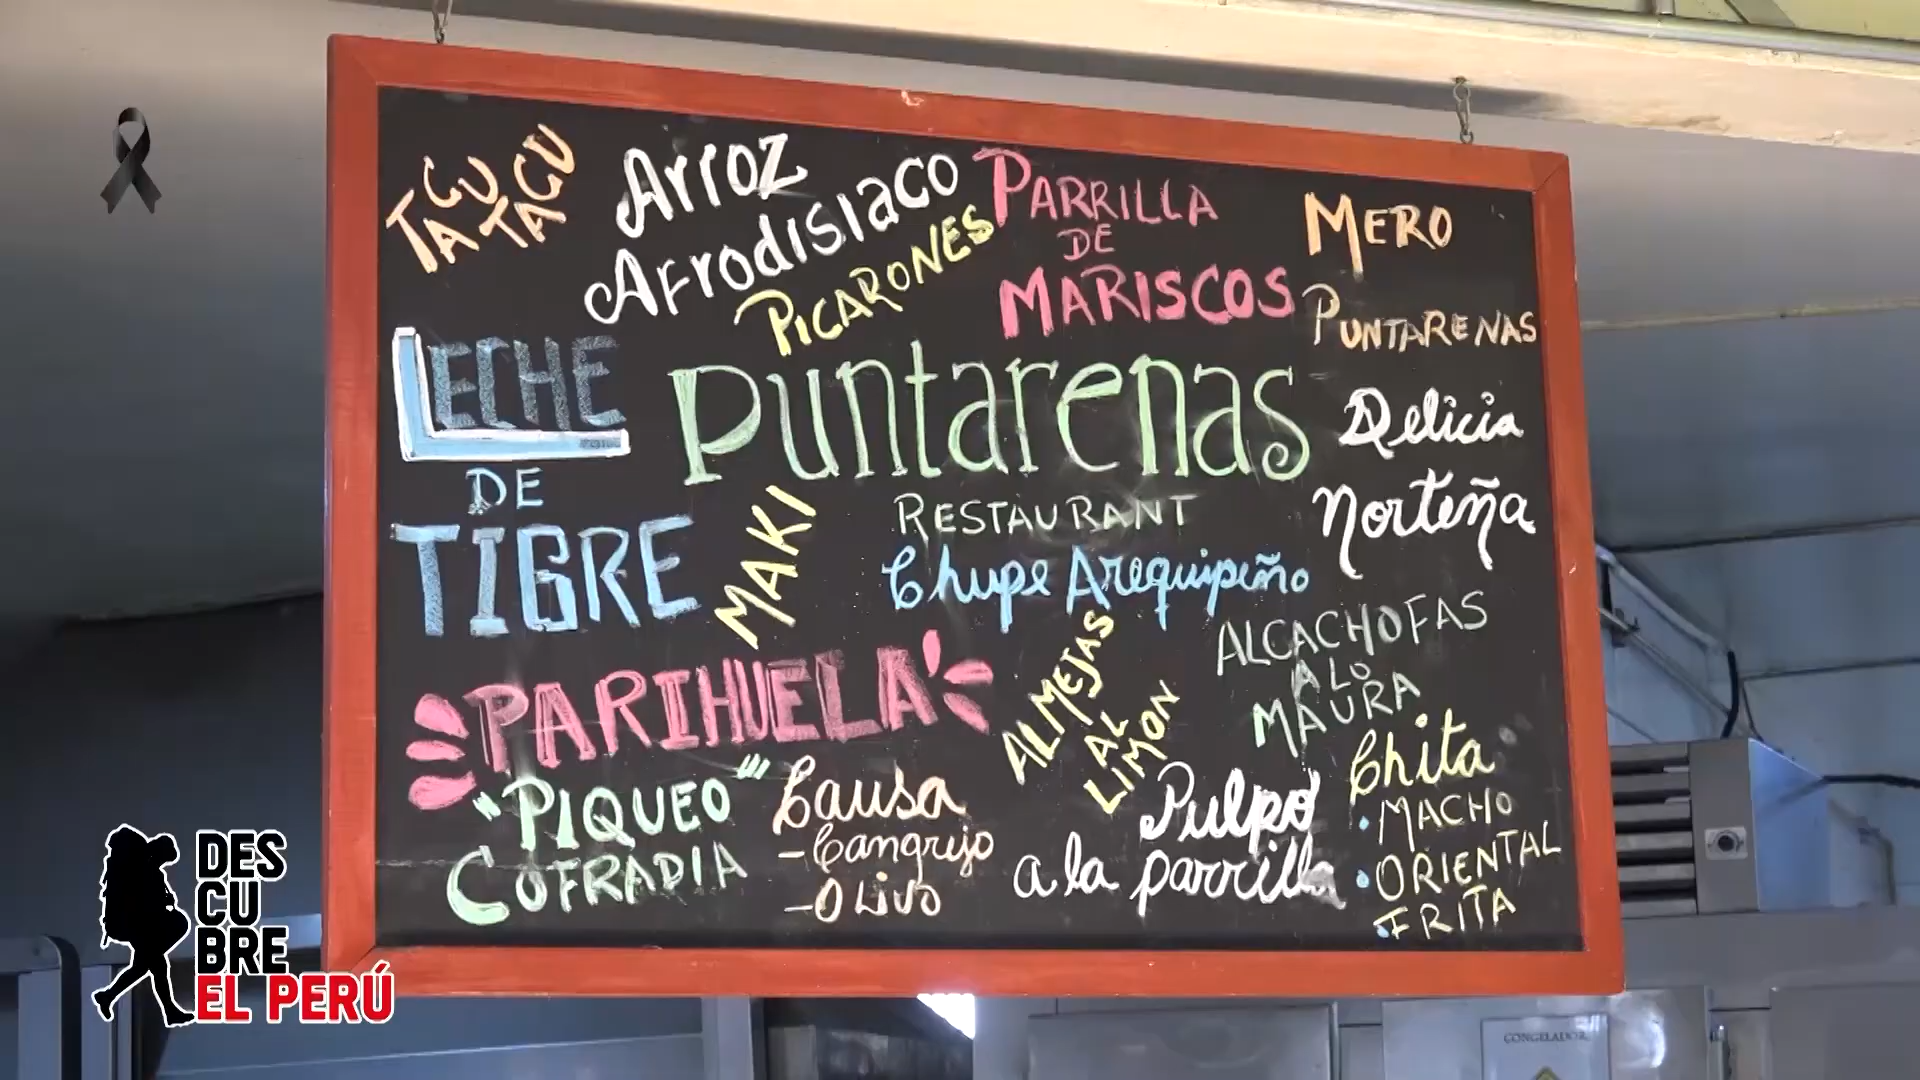 TACU TACU
Arroz
Afrodisiaco
PICARONES
PARRILLA
DE
MARISCOS
MERO
PUNTARENAS
LECHE
DE
TIGRE
Puntarenas
RESTAURANT
Delicia
Norteña
MAKI
Chupe Arequipeño
PARIHUELA
ALMEJAS
AL
LIMON
ALCACHOFAS
A LO
MAURA
"PIQUEO"
COFRADIA
Causa
-Cangrejo
-Olivo
Pulpo
a la parrilla
Chita
• MACHO
• ORIENTAL
• FRITA
DES
CU
BRE
EL PERÚ
CONGELADOR